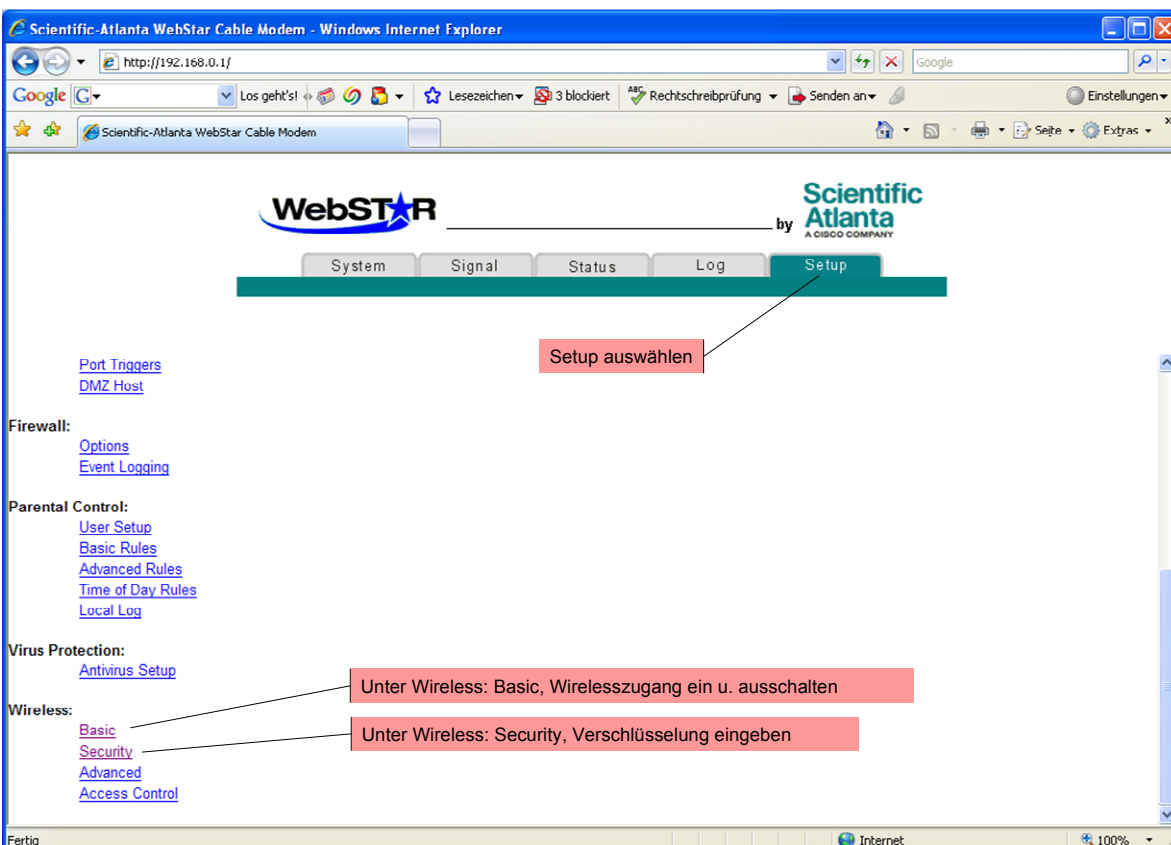 Scientific-Atlanta WebStar Cable Modem - Windows Internet Explorer
http://192.168.0.1/
Google
Google G Los geht's! Lesezeichen 3 blockiert ABC Rechtschreibprüfung Senden an Einstellungen
Scientific-Atlanta WebStar Cable Modem
Seite Extras »
WebSTAR by Scientific Atlanta
A CISCO COMPANY
System Signal Status Log Setup
Setup auswählen
Port Triggers
DMZ Host
Firewall:
Options
Event Logging
Parental Control:
User Setup
Basic Rules
Advanced Rules
Time of Day Rules
Local Log
Virus Protection:
Antivirus Setup
Unter Wireless: Basic, Wirelesszugang ein u. ausschalten
Wireless:
Basic
Unter Wireless: Security, Verschlüsselung eingeben
Security
Advanced
Access Control
Fertig Internet 100%